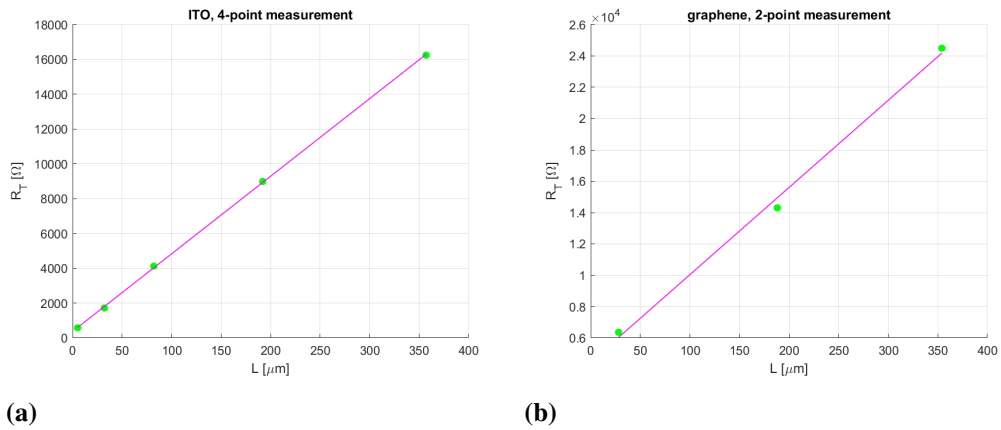 ITO, 4-point measurement
18000
16000
14000
12000
10000
8000
6000
4000
2000
0
R_T [Ω]
0 50 100 150 200 250 300 350 400
L [μm]
(a)
×10^4
graphene, 2-point measurement
2.6
2.4
2.2
2
1.8
1.6
1.4
1.2
1
0.8
0.6
R_T [Ω]
0 50 100 150 200 250 300 350 400
L [μm]
(b)